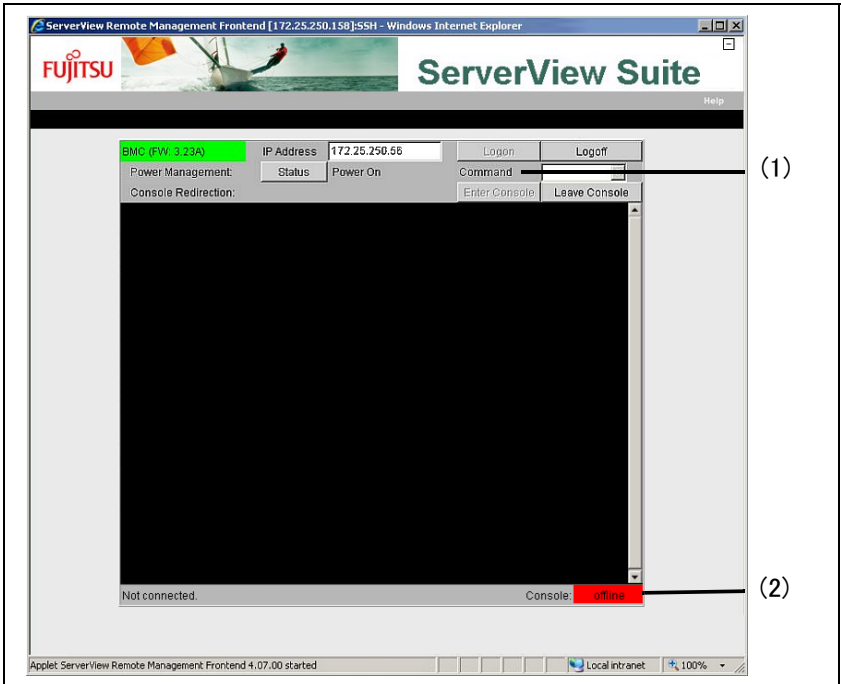 ServerView Remote Management Frontend [172.25.250.158]:SSH - Windows Internet Explorer
FUJITSU
ServerView Suite
Help
BMC (FW: 3.23A) IP Address 172.25.250.58 Logon Logoff
Power Management: Status Power On Command
(1)
Console Redirection: Enter Console Leave Console
Not connected. Console: offline
(2)
Applet ServerView Remote Management Frontend 4.07.00 started Local intranet 100%